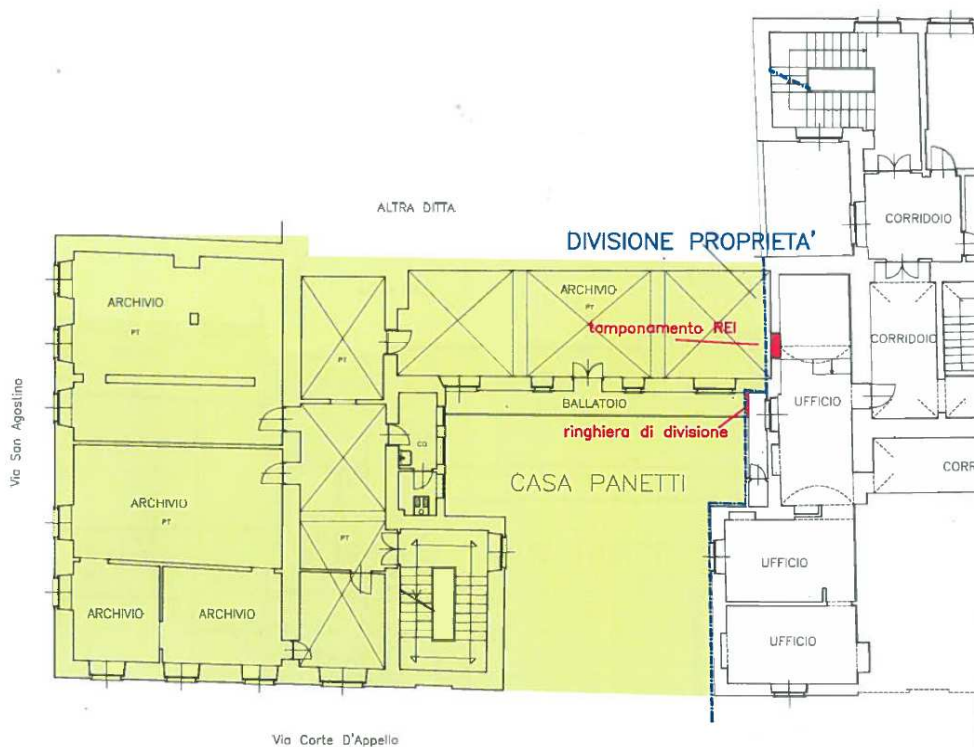 ALTRA DITTA
CORRIDOIO
DIVISIONE PROPRIETA'
ARCHIVIO
PT
ARCHIVIO
PT
tamponamento REI
PT
CORRIDOIO
BALLATOIO
UFFICIO
ringhiera di divisione
Via San Agostino
CASA PANETTI
CORR
ARCHIVIO
PT
PT
UFFICIO
ARCHIVIO
ARCHIVIO
UFFICIO
Via Corte D'Appello